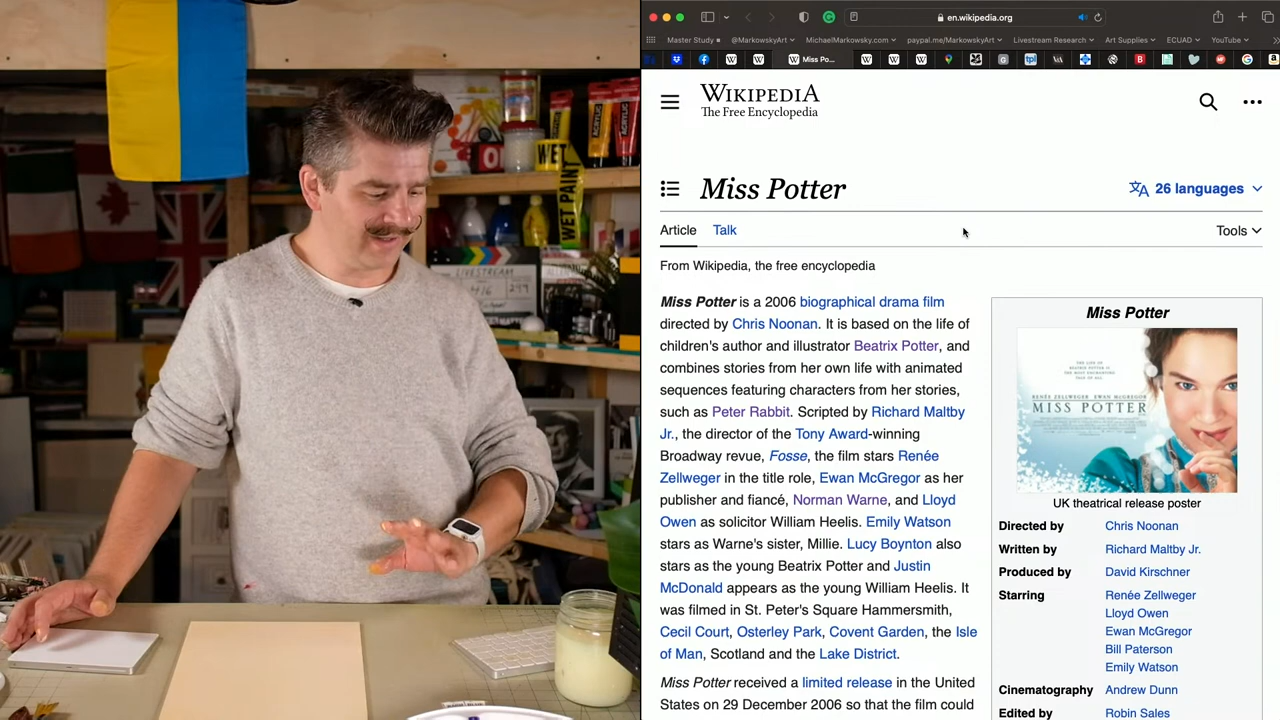 WET
WET PAINT
LIVESTREAM
en.wikipedia.org
Master Study
@MarkowskyArt
MichaelMarkowsky.com
paypal.me/MarkowskyArt
Livestream Research
Art Supplies
ECUAD
YouTube
Miss Po...
WIKIPEDIA
The Free Encyclopedia
Miss Potter
26 languages
Article
Talk
Tools
From Wikipedia, the free encyclopedia
Miss Potter is a 2006 biographical drama film
directed by Chris Noonan. It is based on the life of
children's author and illustrator Beatrix Potter, and
combines stories from her own life with animated
sequences featuring characters from her stories,
such as Peter Rabbit. Scripted by Richard Maltby
Jr., the director of the Tony Award-winning
Broadway revue, Fosse, the film stars Renée
Zellweger in the title role, Ewan McGregor as her
publisher and fiancé, Norman Warne, and Lloyd
Owen as solicitor William Heelis. Emily Watson
stars as Warne's sister, Millie. Lucy Boynton also
stars as the young Beatrix Potter and Justin
McDonald appears as the young William Heelis. It
was filmed in St. Peter's Square Hammersmith,
Cecil Court, Osterley Park, Covent Garden, the Isle
of Man, Scotland and the Lake District.
Miss Potter received a limited release in the United
States on 29 December 2006 so that the film could
Miss Potter
RENÉE ZELLWEGER EWAN McGREGOR
MISS POTTER
UK theatrical release poster
Directed by Chris Noonan
Written by Richard Maltby Jr.
Produced by David Kirschner
Starring Renée Zellweger
Lloyd Owen
Ewan McGregor
Bill Paterson
Emily Watson
Cinematography Andrew Dunn
Edited by Robin Sales